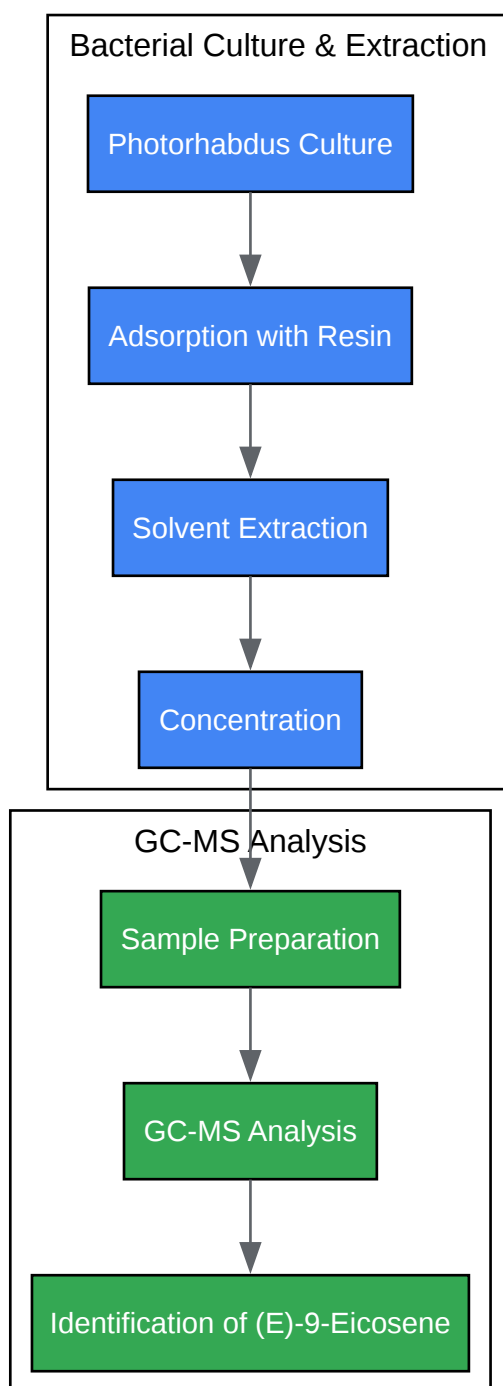 Bacterial Culture & Extraction
Photorhabdus Culture
Adsorption with Resin
Solvent Extraction
Concentration
GC-MS Analysis
Sample Preparation
GC-MS Analysis
Identification of (E)-9-Eicosene